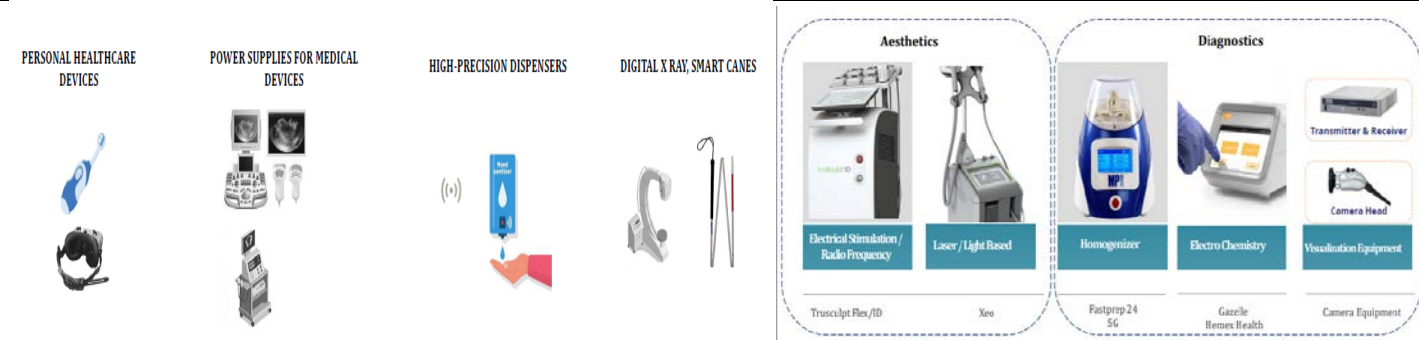 PERSONAL HEALTHCARE
DEVICES
POWER SUPPLIES FOR MEDICAL
DEVICES
HIGH-PRECISION DISPENSERS
DIGITAL X RAY, SMART CANES
Hand
sanitizer
Aesthetics
Electrical Stimulation /
Radio Frequency
Laser / Light Based
Trusculpt Flex/ID
Xeo
Diagnostics
MP
Transmitter & Receiver
Camera Head
Homogenizer
Electro Chemistry
Visualization Equipment
Fastprep 24
5G
Gazelle
Hemex Health
Camera Equipment